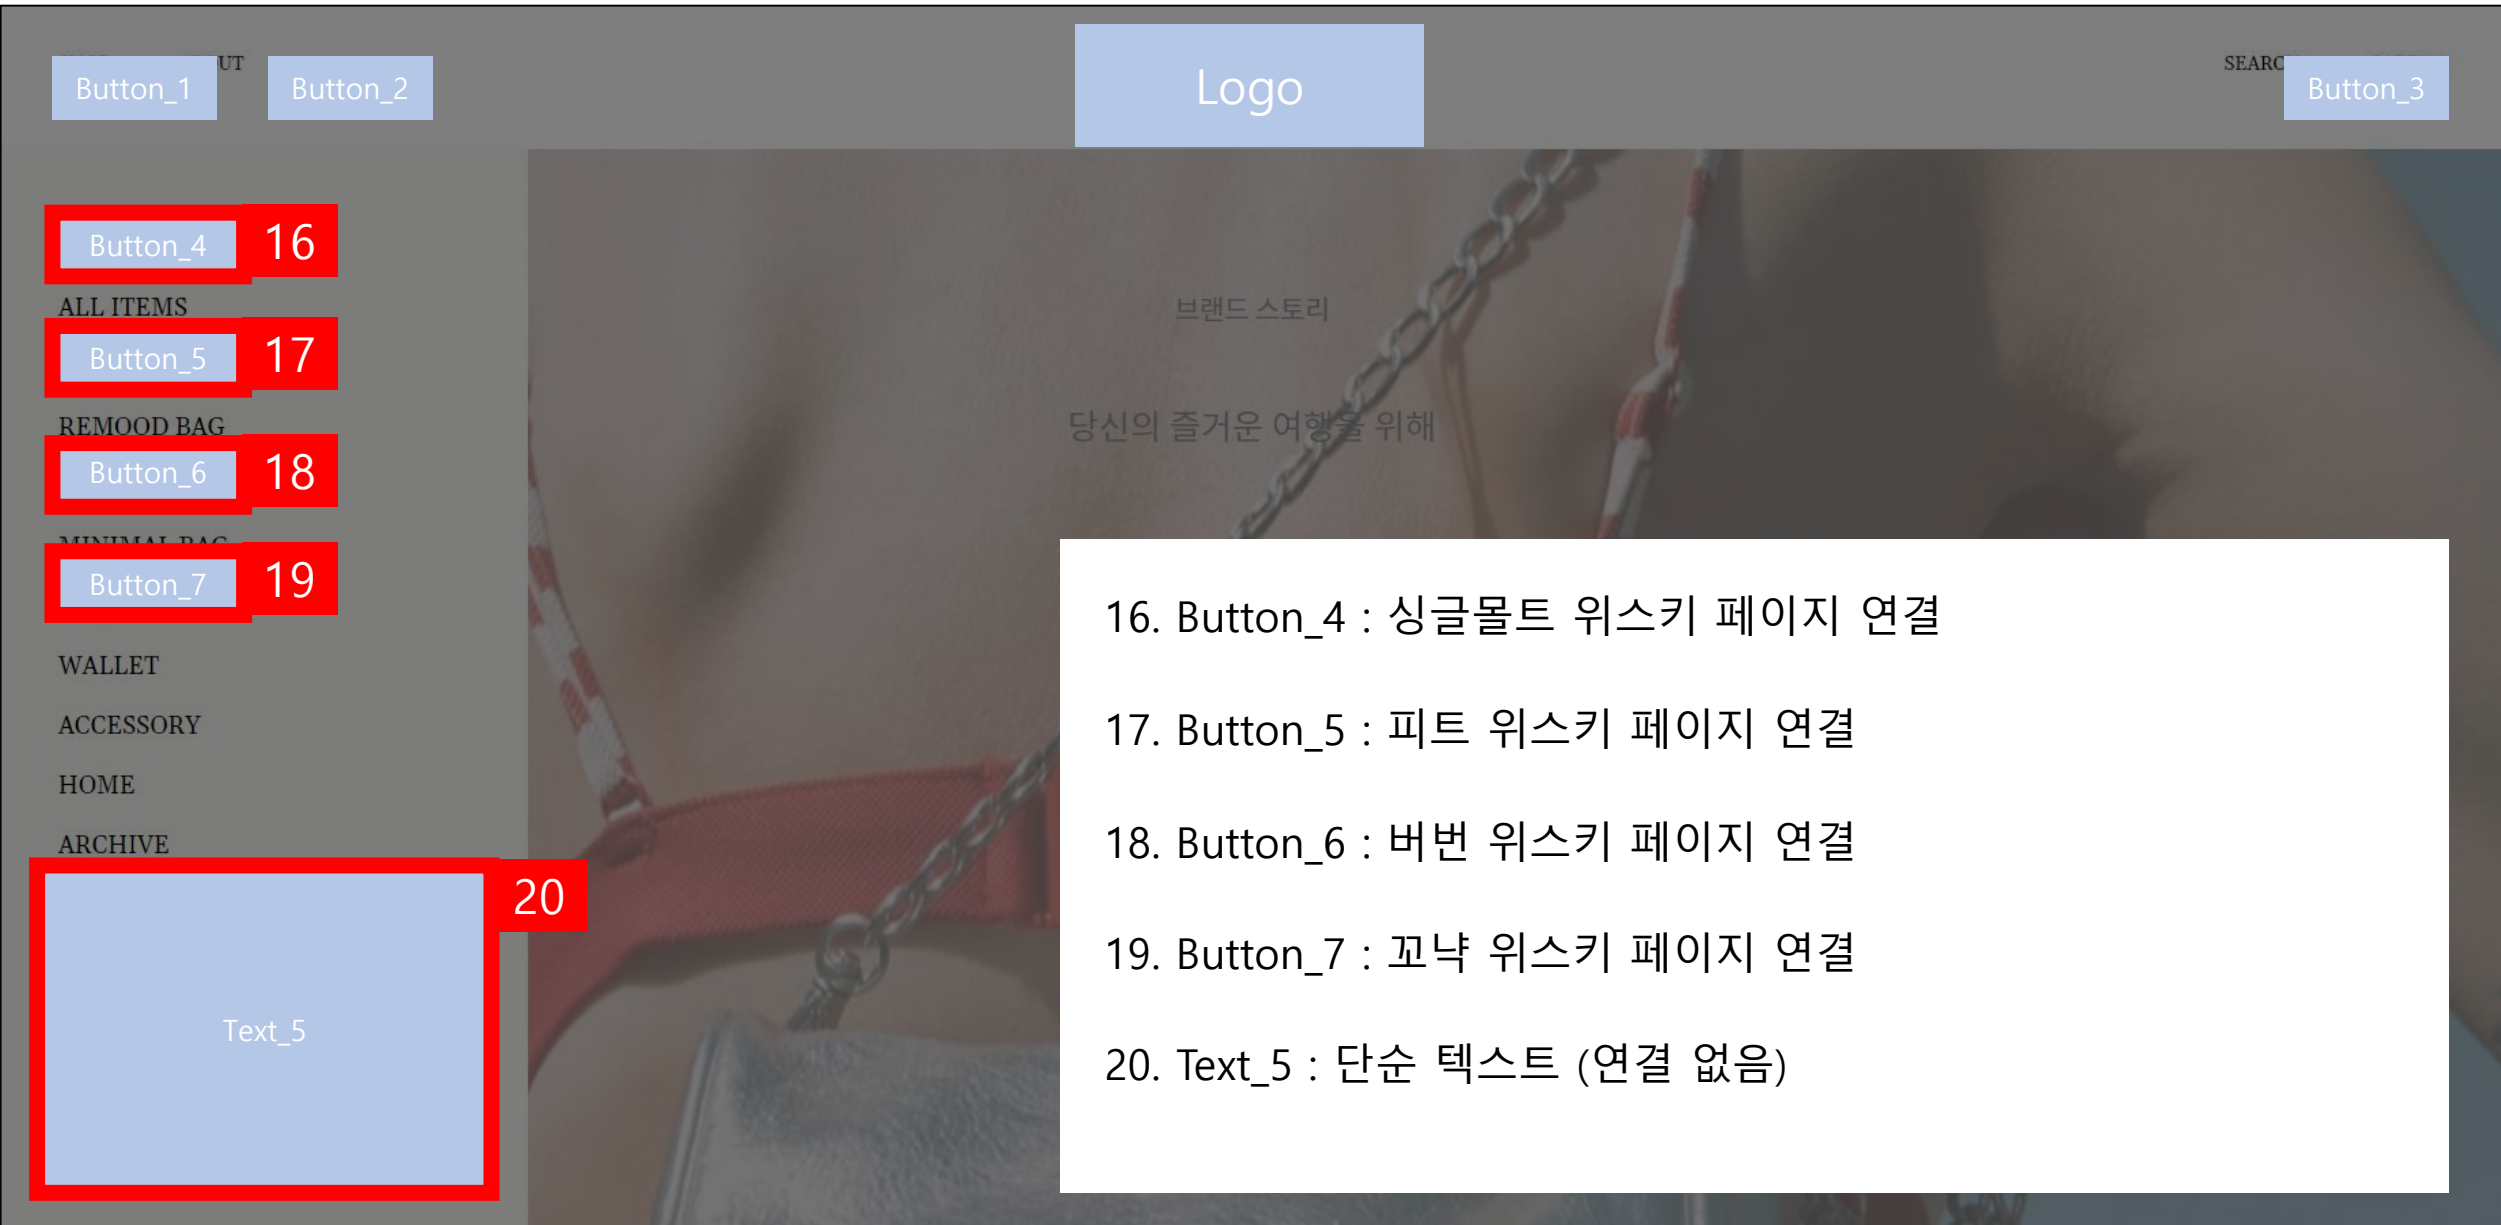 UT
SEARC
Button_1
Button_2
Logo
Button_3
Button_4
16
ALL ITEMS
브랜드 스토리
Button_5
17
REMOOD BAG
당신의 즐거운 여행을 위해
Button_6
18
MINIMAL BAG
Button_7
19
16. Button_4 : 싱글몰트 위스키 페이지 연결
WALLET
17. Button_5 : 피트 위스키 페이지 연결
ACCESSORY
HOME
18. Button_6 : 버번 위스키 페이지 연결
ARCHIVE
20
19. Button_7 : 꼬냑 위스키 페이지 연결
Text_5
20. Text_5 : 단순 텍스트 (연결 없음)